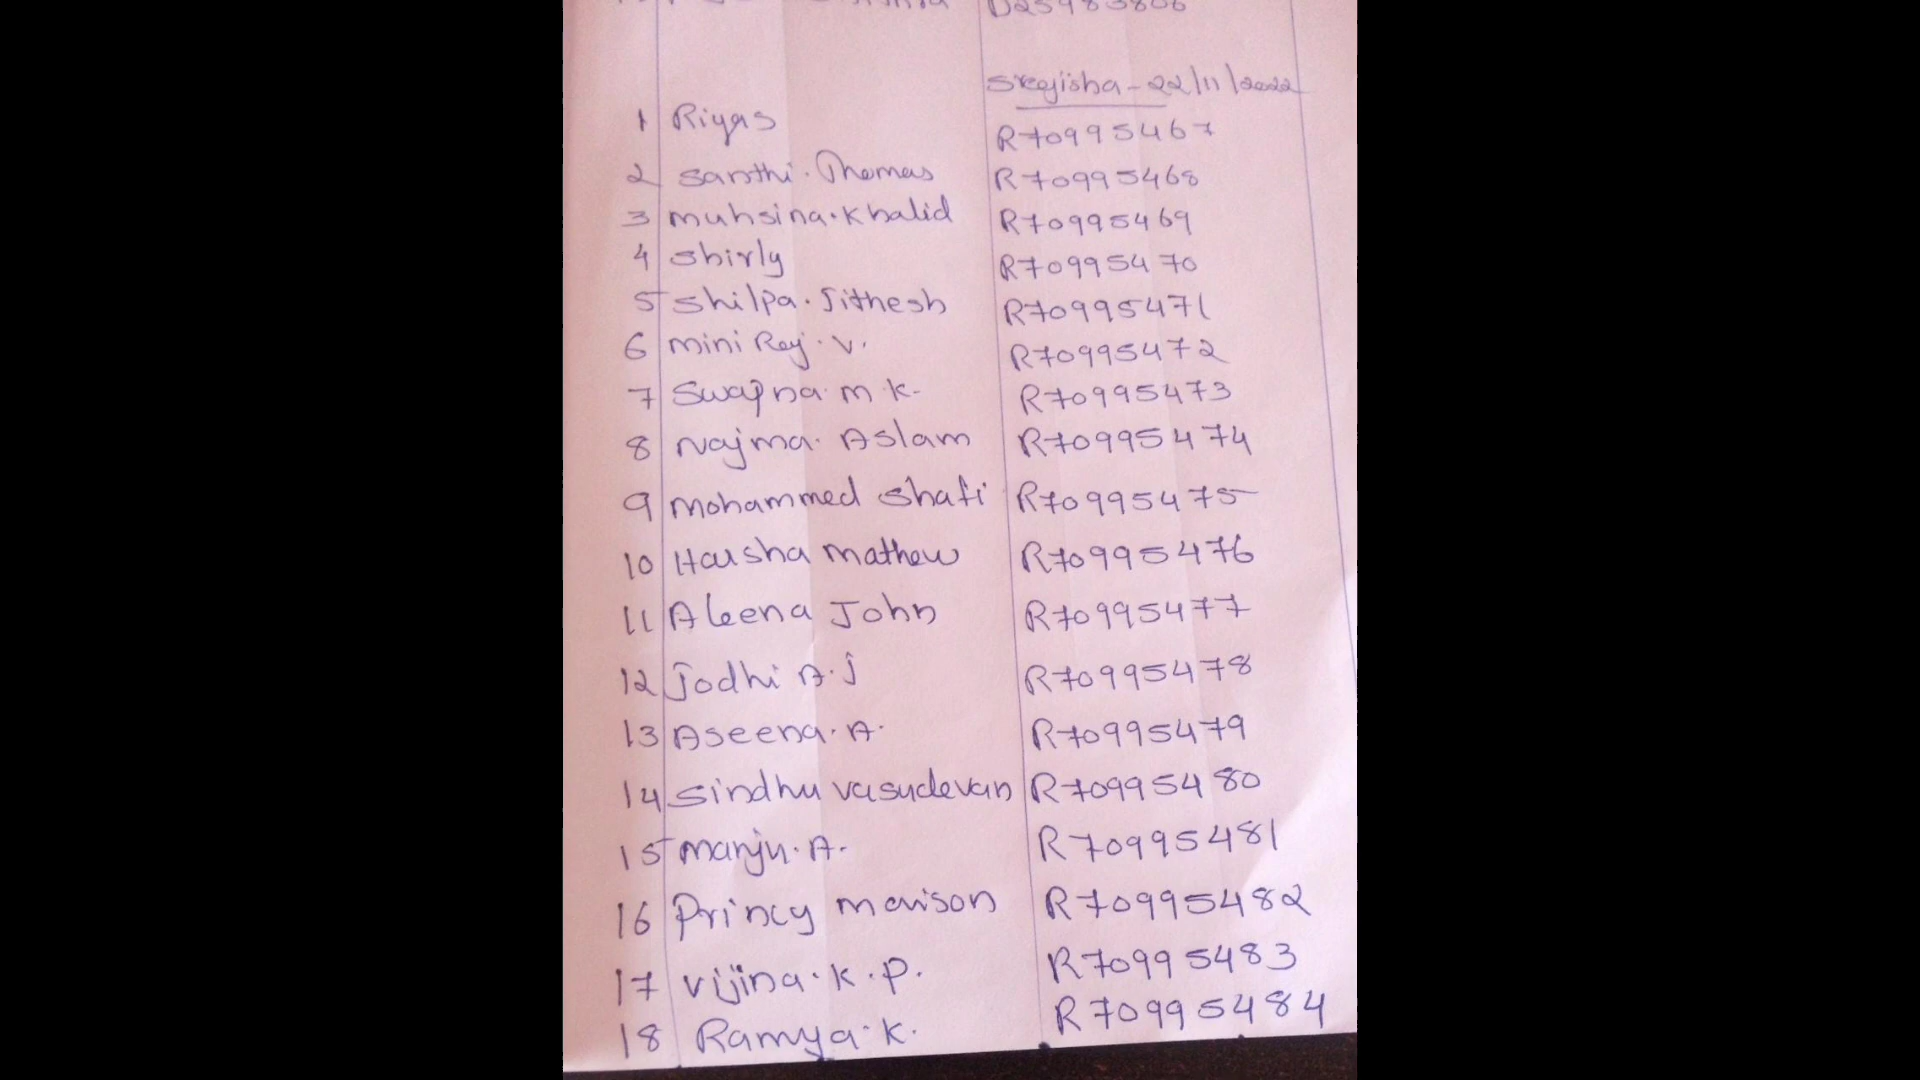 D25983806
Sreejisha - 22/11/2022
1 Riyas R70995467
2 Santhi. Thomas R70995468
3 muhsina. Khalid R70995469
4 Shirly R70995470
5 Shilpa. Jithesh R70995471
6 mini Raj. V. R70995472
7 Swapna m k. R70995473
8 Najma. Aslam R70995474
9 mohammed shafi R70995475
10 Harsha mathew R70995476
11 Aleena John R70995477
12 Jodhi A. J R70995478
13 Aseena. A. R70995479
14 Sindhu vasudevan R70995480
15 manju. A. R70995481
16 Princy morison R70995482
17 vijina. K. P. R70995483
18 Ramya. K. R70995484